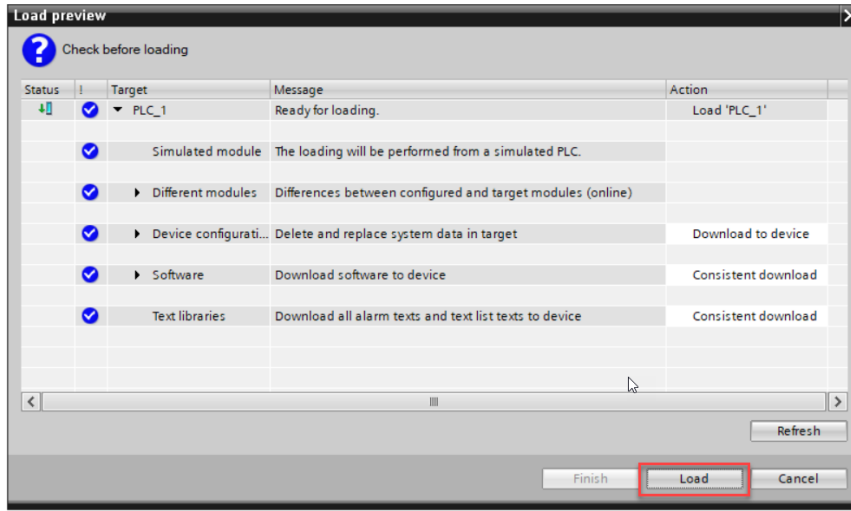 Load preview
?
Check before loading
Status ! Target Message Action
PLC_1 Ready for loading. Load 'PLC_1'
Simulated module The loading will be performed from a simulated PLC.
Different modules Differences between configured and target modules (online)
Device configurati... Delete and replace system data in target Download to device
Software Download software to device Consistent download
Text libraries Download all alarm texts and text list texts to device Consistent download
Refresh
Finish Load Cancel